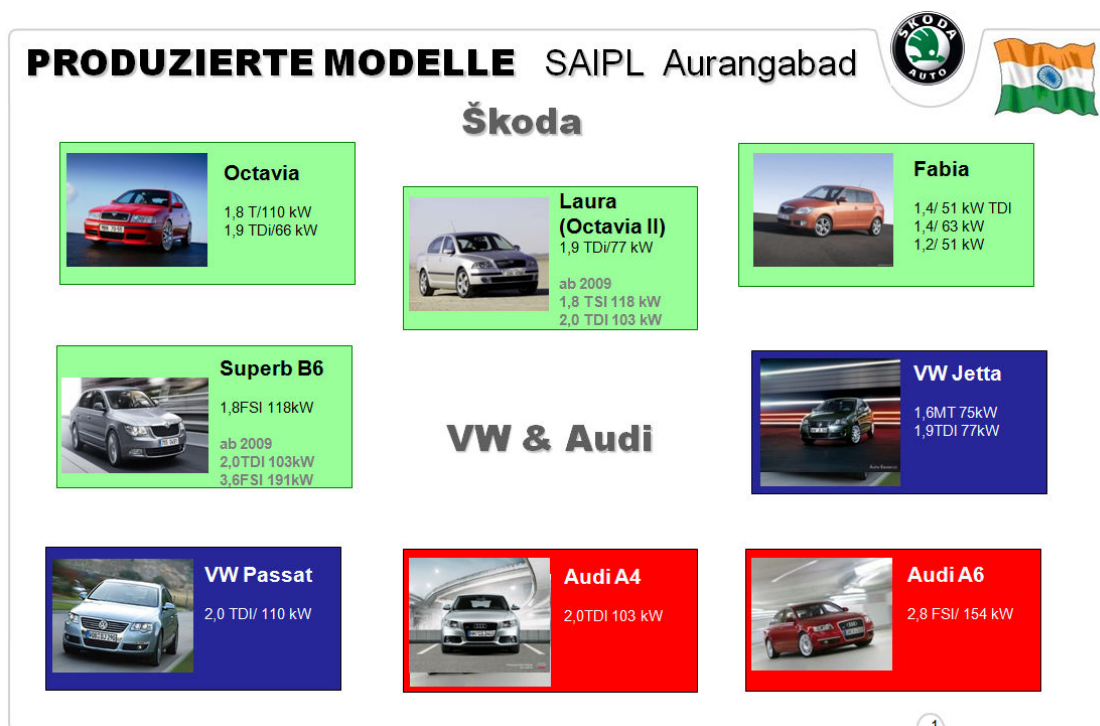 PRODUZIERTE MODELLE SAIPL Aurangabad
ŠKODA
AUTO
Škoda
Octavia
1,8 T/110 kW
1,9 TDi/66 kW
Laura
(Octavia II)
1,9 TDi/77 kW
ab 2009
1,8 TSI 118 kW
2,0 TDI 103 kW
Fabia
1,4/ 51 kW TDI
1,4/ 63 kW
1,2/ 51 kW
Superb B6
1,8FSI 118kW
ab 2009
2,0TDI 103kW
3,6FSI 191kW
VW & Audi
VW Jetta
1,6MT 75kW
1,9TDI 77kW
VW Passat
2,0 TDI/ 110 kW
Audi A4
2,0TDI 103 kW
Audi A6
2,8 FSI/ 154 kW
1